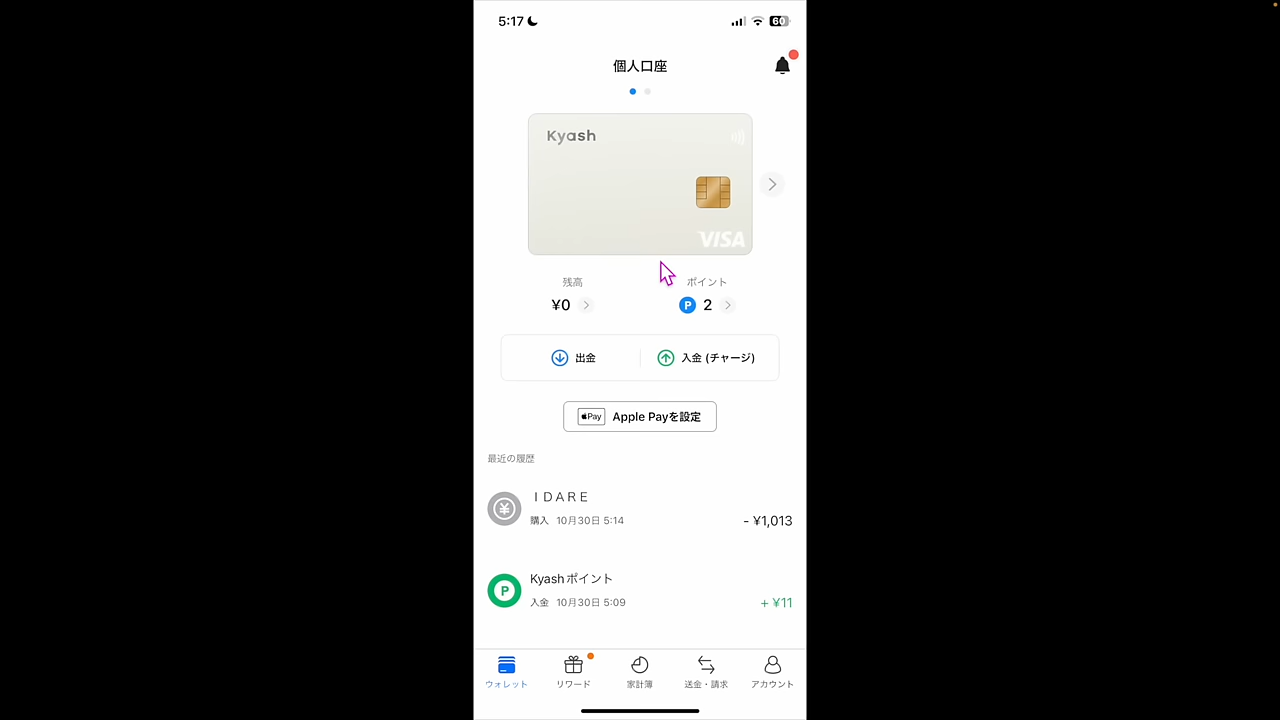 5:17
60
個人口座
Kyash
VISA
残高
ポイント
¥0
P 2
出金
入金 (チャージ)
Pay Apple Payを設定
最近の履歴
ＩＤＡＲＥ
購入 10月30日 5:14
- ¥1,013
Kyashポイント
入金 10月30日 5:09
+ ¥11
ウォレット
リワード
家計簿
送金・請求
アカウント